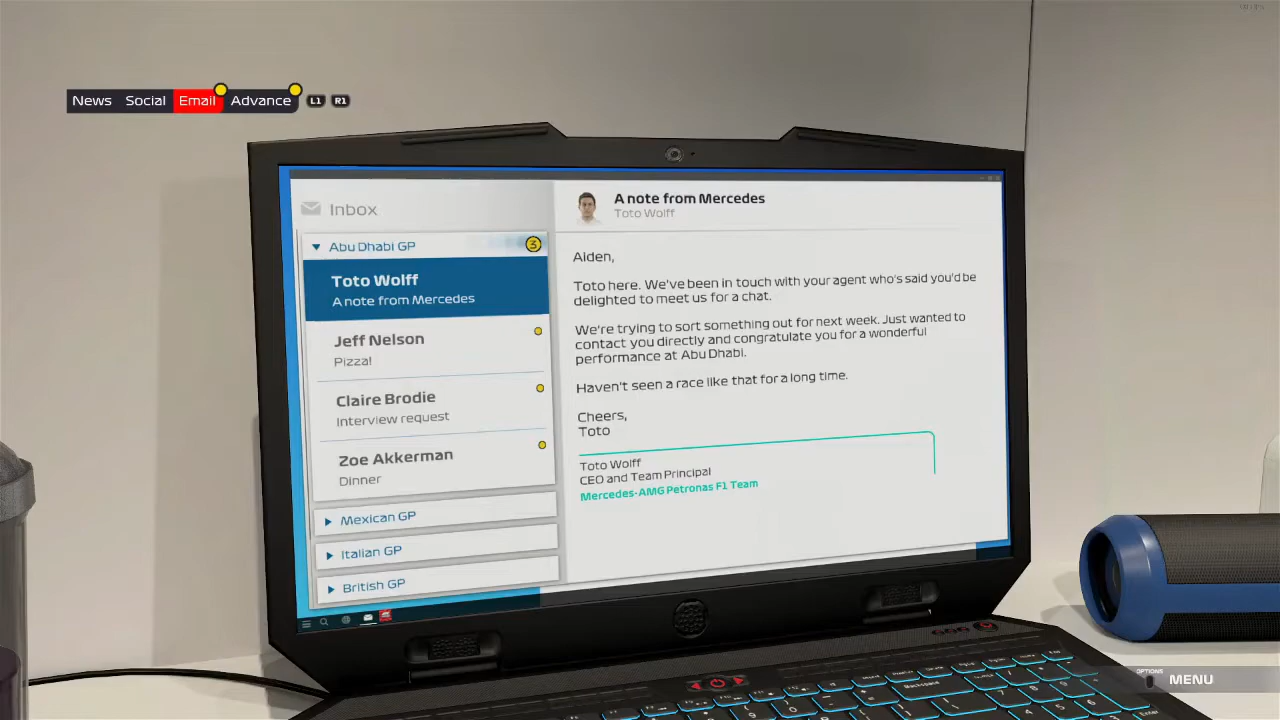 News Social Email Advance L1 R1
Inbox
Abu Dhabi GP 3
Toto Wolff
A note from Mercedes
Jeff Nelson
Pizza!
Claire Brodie
Interview request
Zoe Akkerman
Dinner
Mexican GP
Italian GP
British GP
A note from Mercedes
Toto Wolff
Aiden,
Toto here. We've been in touch with your agent who's said you'd be
delighted to meet us for a chat.
We're trying to sort something out for next week. Just wanted to
contact you directly and congratulate you for a wonderful
performance at Abu Dhabi.
Haven't seen a race like that for a long time.
Cheers,
Toto
Toto Wolff
CEO and Team Principal
Mercedes-AMG Petronas F1 Team
OPTIONS
MENU
Backspace
Enter